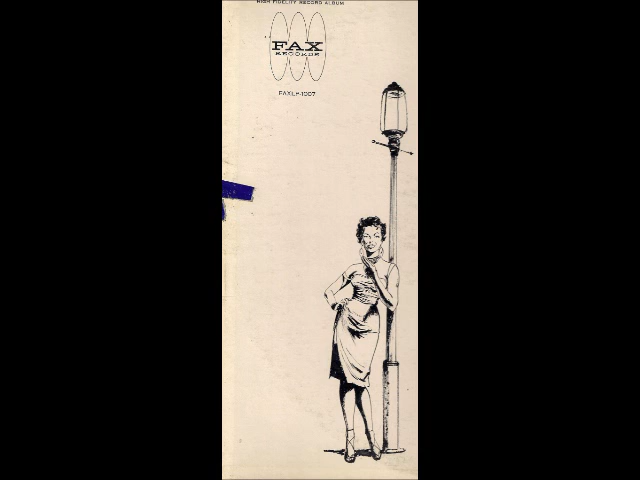 HIGH FIDELITY RECORD ALBUM
FAX
RECORDS
FAXLP-1007